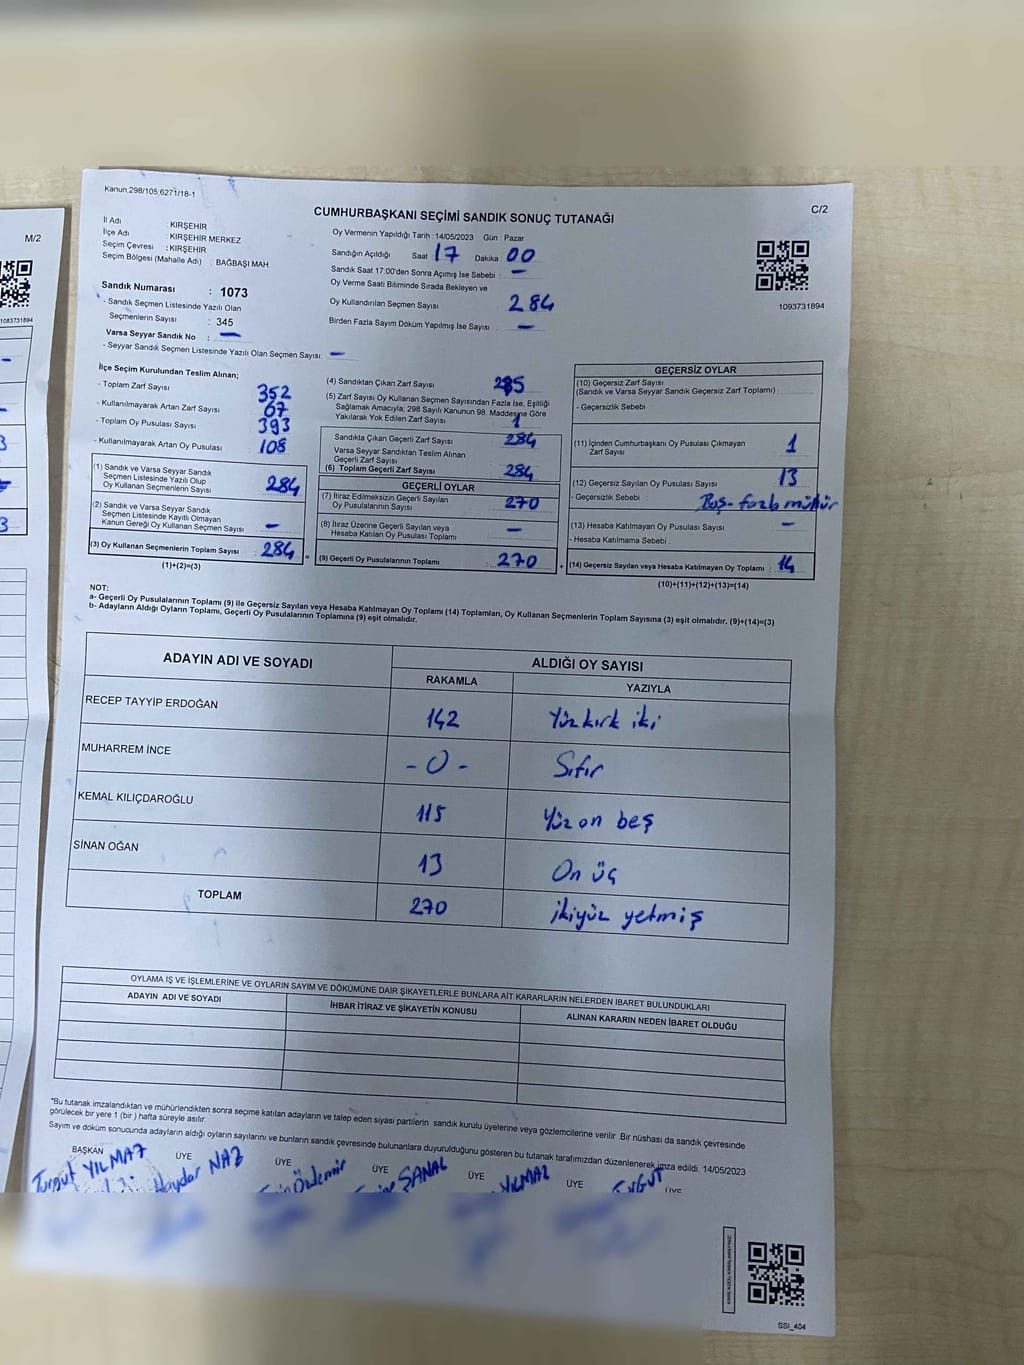 Kanun,298/105,6271/18-1
CUMHURBAŞKANI SEÇİMİ SANDIK SONUÇ TUTANAĞI
C/2
M/2
İl Adı KIRŞEHİR
İlçe Adı : KIRŞEHİR MERKEZ
Seçim Çevresi : KIRŞEHİR
Seçim Bölgesi (Mahalle Adı) : BAĞBAŞI MAH
Sandık Numarası : 1073
- Sandık Seçmen Listesinde Yazılı Olan
Seçmenlerin Sayısı : 345
Varsa Seyyar Sandık No : —
- Seyyar Sandık Seçmen Listesinde Yazılı Olan Seçmen Sayısı: —
Oy Vermenin Yapıldığı Tarih : 14/05/2023 Gün : Pazar
Sandığın Açıldığı Saat 17 Dakika : 00
Sandık Saat 17:00'den Sonra Açımış İse Sebebi : —
Oy Verme Saati Bitiminde Sırada Bekleyen ve
Oy Kullandırılan Seçmen Sayısı 284
Birden Fazla Sayım Döküm Yapılmış İse Sayısı : —
1093731894
1083731894
İlçe Seçim Kurulundan Teslim Alınan;
- Toplam Zarf Sayısı 352
- Kullanılmayarak Artan Zarf Sayısı : 67
- Toplam Oy Pusulası Sayısı : 393
- Kullanılmayarak Artan Oy Pusulası : 108
(1) Sandık ve Varsa Seyyar Sandık
Seçmen Listesinde Yazılı Olup
Oy Kullanan Seçmenlerin Sayısı 284
(2) Sandık ve Varsa Seyyar Sandık
Seçmen Listesinde Kayıtlı Olmayan
Kanun Gereği Oy Kullanan Seçmen Sayısı : —
(3) Oy Kullanan Seçmenlerin Toplam Sayısı : 284
(1)+(2)=(3)
(4) Sandıktan Çıkan Zarf Sayısı 285
(5) Zarf Sayısı Oy Kullanan Seçmen Sayısından Fazla İse, Eşitliği
Sağlamak Amacıyla; 298 Sayılı Kanunun 98. Maddesine Göre
Yakılarak Yok Edilen Zarf Sayısı : 1
Sandıkta Çıkan Geçerli Zarf Sayısı : 284
Varsa Seyyar Sandıktan Teslim Alınan
Geçerli Zarf Sayısı
(6) Toplam Geçerli Zarf Sayısı : 284
GEÇERLİ OYLAR
(7) İtiraz Edilmeksizin Geçerli Sayılan
Oy Pusulalarının Sayısı : 270
(8) İtiraz Üzerine Geçerli Sayılan veya
Hesaba Katılan Oy Pusulası Toplamı : —
(9) Geçerli Oy Pusulalarının Toplamı : 270
GEÇERSİZ OYLAR
(10) Geçersiz Zarf Sayısı
(Sandık ve Varsa Seyyar Sandık Geçersiz Zarf Toplamı) :
- Geçersizlik Sebebi
(11) İçinden Cumhurbaşkanı Oy Pusulası Çıkmayan
Zarf Sayısı 1
(12) Geçersiz Sayılan Oy Pusulası Sayısı : 13
- Geçersizlik Sebebi : Boş- fazla mühür
(13) Hesaba Katılmayan Oy Pusulası Sayısı : —
- Hesaba Katılmama Sebebi :
(14) Geçersiz Sayılan veya Hesaba Katılmayan Oy Toplamı : 14
(10)+(11)+(12)+(13)=(14)
NOT:
a- Geçerli Oy Pusulalarının Toplamı (9) ile Geçersiz Sayılan veya Hesaba Katılmayan Oy Toplamı (14) Toplamları, Oy Kullanan Seçmenlerin Toplam Sayısına (3) eşit olmalıdır. (9)+(14)=(3)
b- Adayların Aldığı Oyların Toplamı, Geçerli Oy Pusulalarının Toplamına (9) eşit olmalıdır.
ADAYIN ADI VE SOYADI ALDIĞI OY SAYISI
RAKAMLA YAZIYLA
RECEP TAYYİP ERDOĞAN 142 Yüz kırk iki
MUHARREM İNCE -0- Sıfır
KEMAL KILIÇDAROĞLU 115 Yüz on beş
SİNAN OĞAN 13 On üç
TOPLAM 270 ikiyüz yetmiş
OYLAMA İŞ VE İŞLEMLERİNE VE OYLARIN SAYIM VE DÖKÜMÜNE DAİR ŞİKAYETLERLE BUNLARA AİT KARARLARIN NELERDEN İBARET BULUNDUKLARI
ADAYIN ADI VE SOYADI İHBAR İTİRAZ VE ŞİKAYETİN KONUSU ALINAN KARARIN NEDEN İBARET OLDUĞU
*Bu tutanak imzalandıktan ve mühürlendikten sonra seçime katılan adayların ve talep eden siyasi partilerin sandık kurulu üyelerine veya gözlemcilerine verilir. Bir nüshası da sandık çevresinde
görülecek bir yere 1 (bir) hafta süreyle asılır.
Sayım ve döküm sonucunda adayların aldığı oyların sayılarını ve bunların sandık çevresinde bulunanlara duyurulduğunu gösteren bu tutanak tarafımızdan düzenlenerek imza edildi. 14/05/2023
BAŞKAN ÜYE ÜYE ÜYE ÜYE ÜYE ÜYE
Turgut YILMAZ Haydar NAZ Özdemir ŞANAL YILMAZ
SSI_404